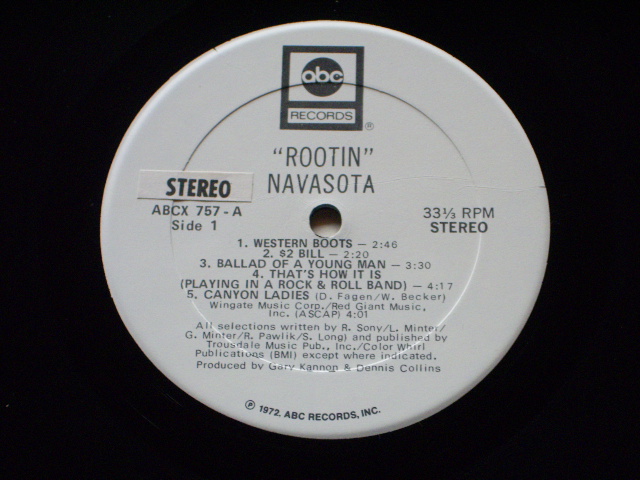 abc
RECORDS
®
"ROOTIN"
NAVASOTA
STEREO
ABCX 757-A
Side 1
33⅓ RPM
STEREO
1. WESTERN BOOTS — 2:46
2. $2 BILL — 2:20
3. BALLAD OF A YOUNG MAN — 3:30
4. THAT'S HOW IT IS
(PLAYING IN A ROCK & ROLL BAND) — 4:17
5. CANYON LADIES (D. Fagen/W. Becker)
Wingate Music Corp./Red Giant Music,
Inc. (ASCAP) 4:01
All selections written by R. Sony/L. Minter/
G. Minter/R. Pawlik/S. Long) and published by
Trousdale Music Pub., Inc./Color Whirl
Publications (BMI) except where indicated.
Produced by Gary Kannon & Dennis Collins
℗ 1972. ABC RECORDS, INC.